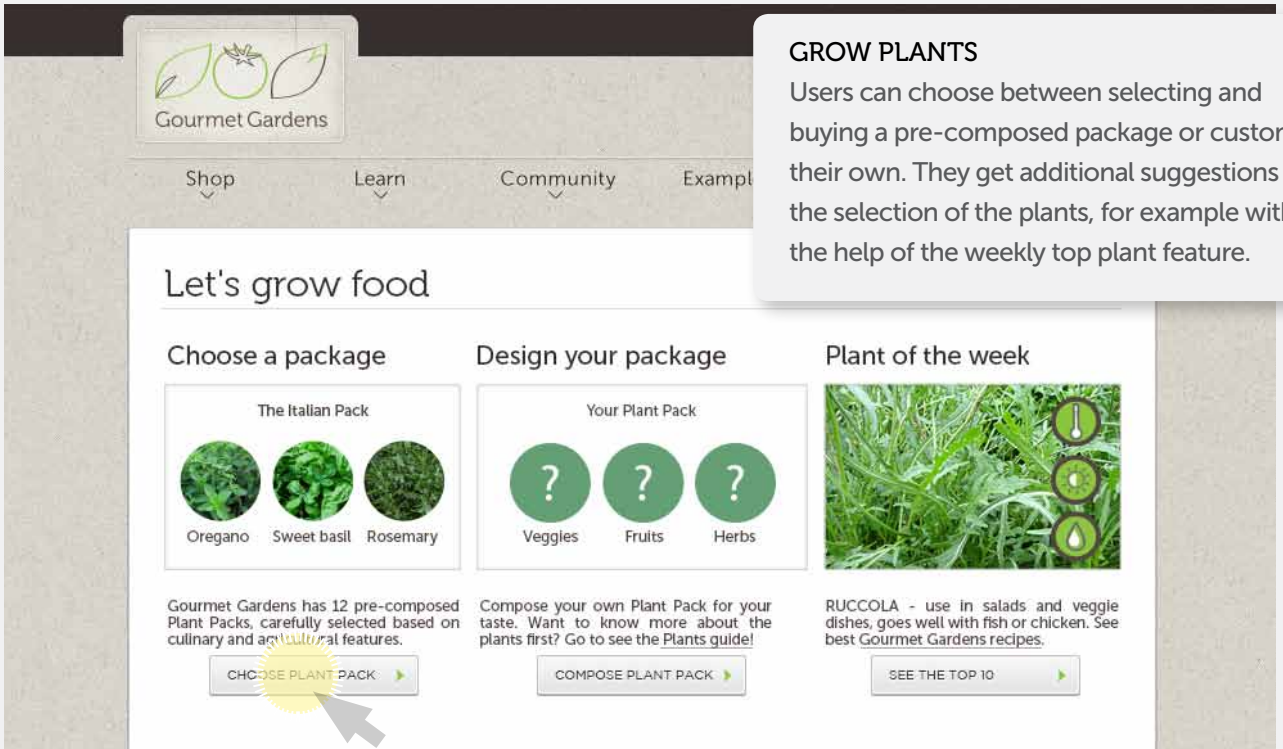 Gourmet Gardens
Shop
Learn
Community
GROW PLANTS
Users can choose between selecting and
buying a pre-composed package or
their own. They get additional suggestions
the selection of the plants, for example
the help of the weekly top plant feature.
Let's grow food
Choose a package
The Italian Pack
Oregano
Sweet basil
Rosemary
Gourmet Gardens has 12 pre-composed
Plant Packs, carefully selected based on
culinary and features.
CHOOSE PLANT PACK
Design your package
Your Plant Pack
? ? ?
Veggies
Fruits
Herbs
Compose your own Plant Pack for your
taste. Want to know more about the
plants first? Go to see the Plants guide!
COMPOSE PLANT PACK
Plant of the week
RUCCOLA - use in salads and veggie
dishes, goes well with fish or chicken. See
best Gourmet Gardens recipes.
SEE THE TOP 10